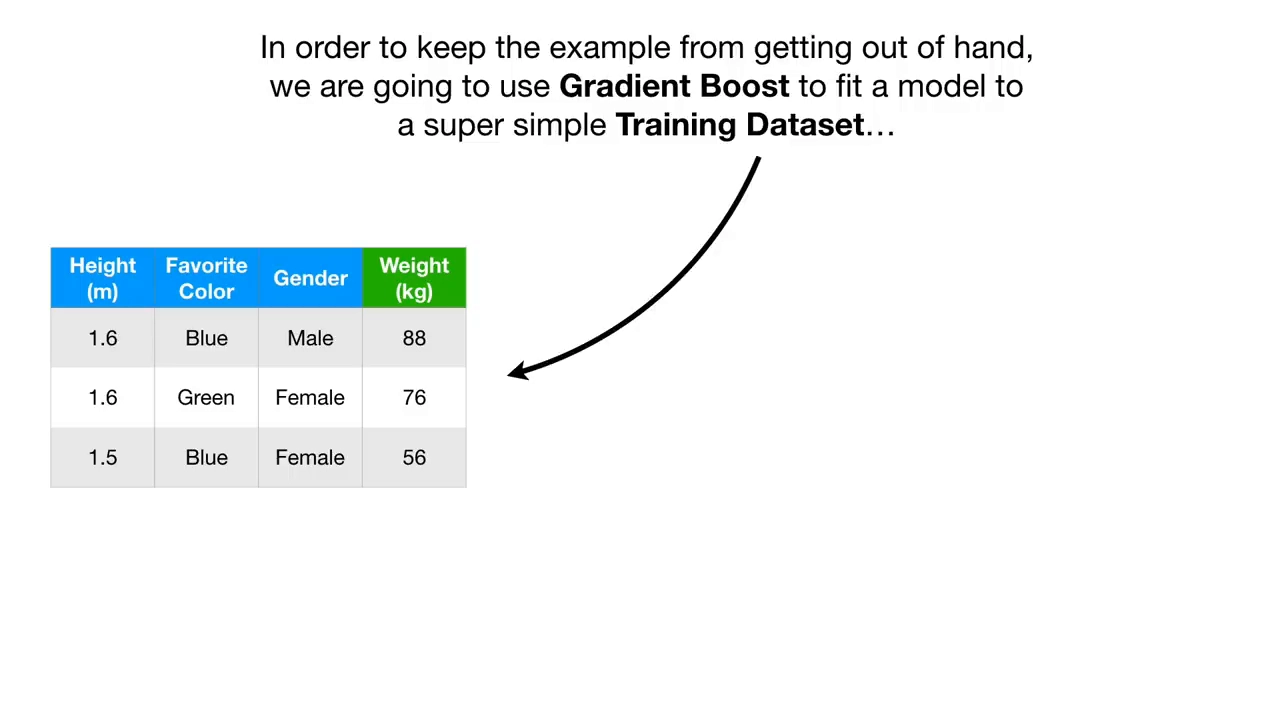 In order to keep the example from getting out of hand,
we are going to use Gradient Boost to fit a model to
a super simple Training Dataset…
Height (m) Favorite Color Gender Weight (kg)
1.6 Blue Male 88
1.6 Green Female 76
1.5 Blue Female 56